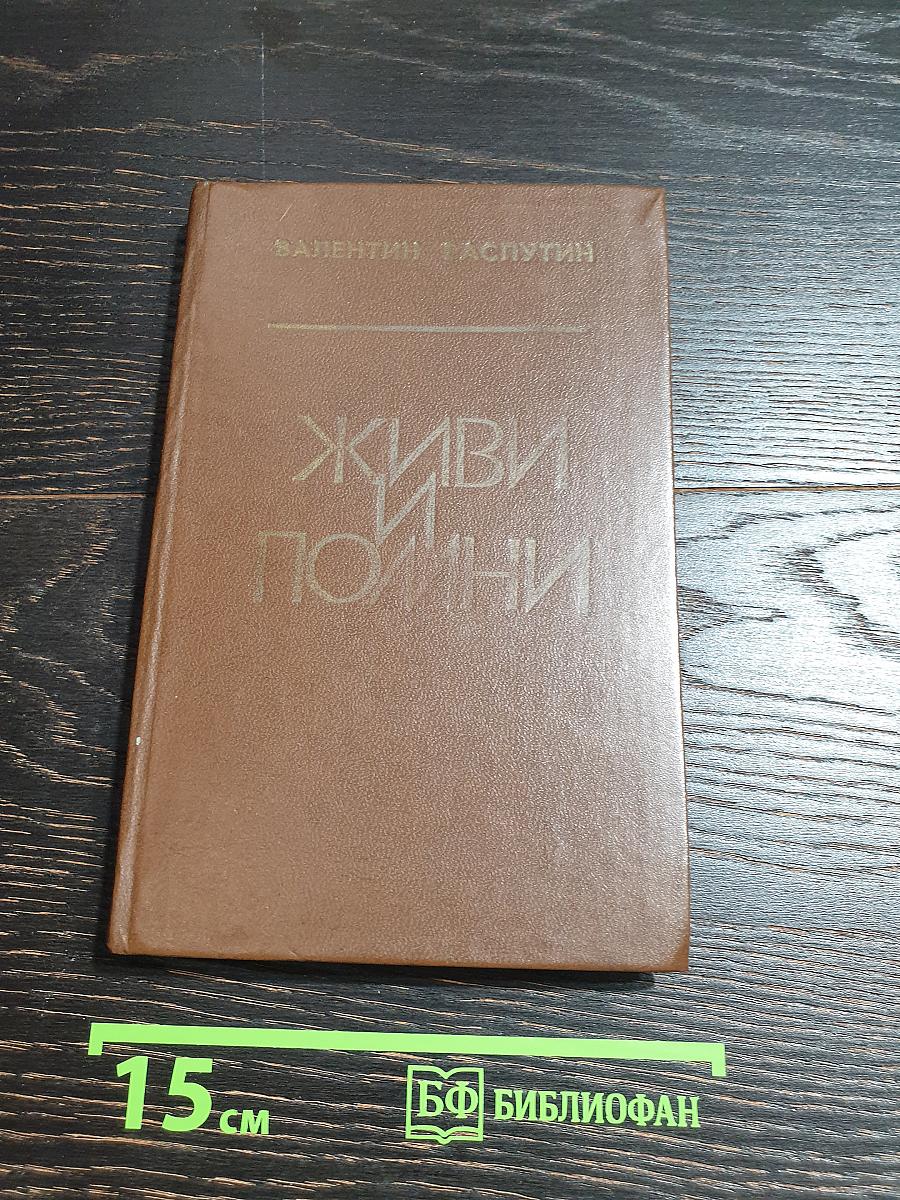 ВАЛЕНТИН РАСПУТИН
ЖИВИ
И
ПОМНИ
15 см
БФ БИБЛИОФАН